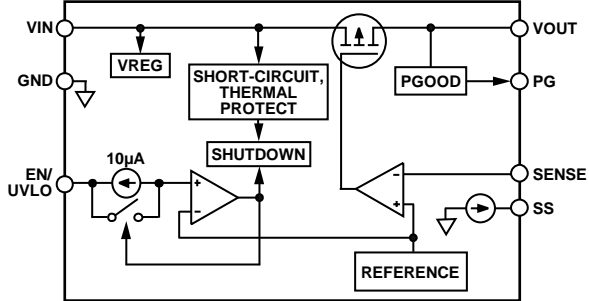 VIN
VOUT
VREG
GND
SHORT-CIRCUIT,
THERMAL
PROTECT
PGOOD
PG
SHUTDOWN
10µA
EN/
UVLO
+
–
–
+
SENSE
SS
REFERENCE